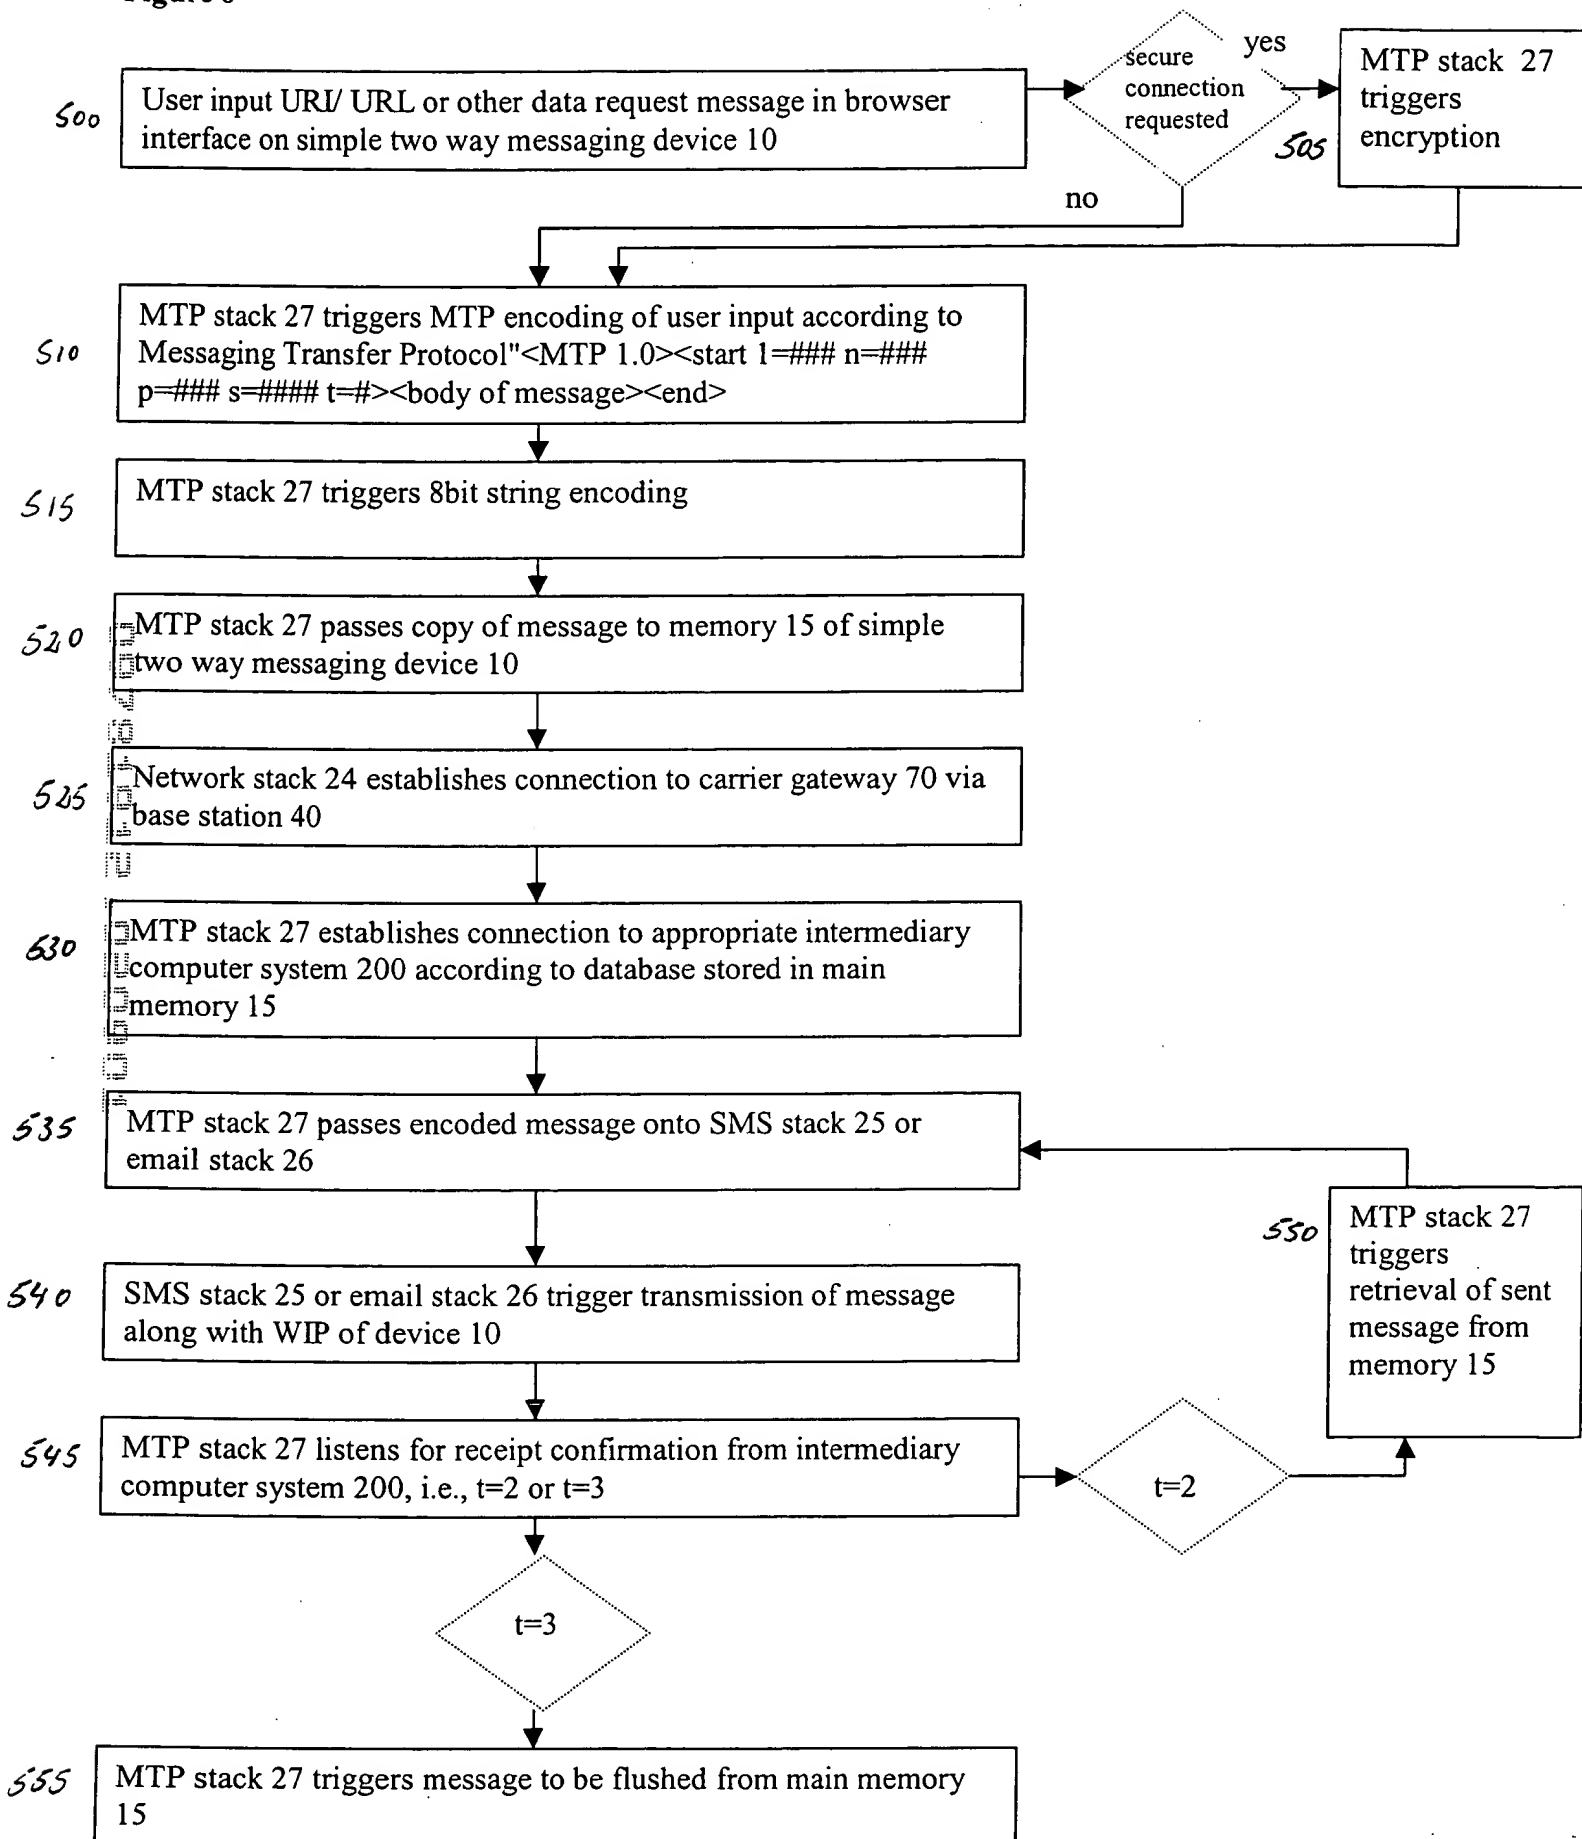 secure
connection
requested
yes
MTP stack 27
triggers
encryption
500
User input URI/ URL or other data request message in browser
interface on simple two way messaging device 10
505
no
510
MTP stack 27 triggers MTP encoding of user input according to
Messaging Transfer Protocol"<MTP 1.0><start 1=### n=###
p=### s=#### t=#><body of message><end>
515
MTP stack 27 triggers 8bit string encoding
520
MTP stack 27 passes copy of message to memory 15 of simple
two way messaging device 10
525
Network stack 24 establishes connection to carrier gateway 70 via
base station 40
530
MTP stack 27 establishes connection to appropriate intermediary
computer system 200 according to database stored in main
memory 15
535
MTP stack 27 passes encoded message onto SMS stack 25 or
email stack 26
550
MTP stack 27
triggers
retrieval of sent
message from
memory 15
540
SMS stack 25 or email stack 26 trigger transmission of message
along with WIP of device 10
545
MTP stack 27 listens for receipt confirmation from intermediary
computer system 200, i.e., t=2 or t=3
t=2
t=3
555
MTP stack 27 triggers message to be flushed from main memory
15